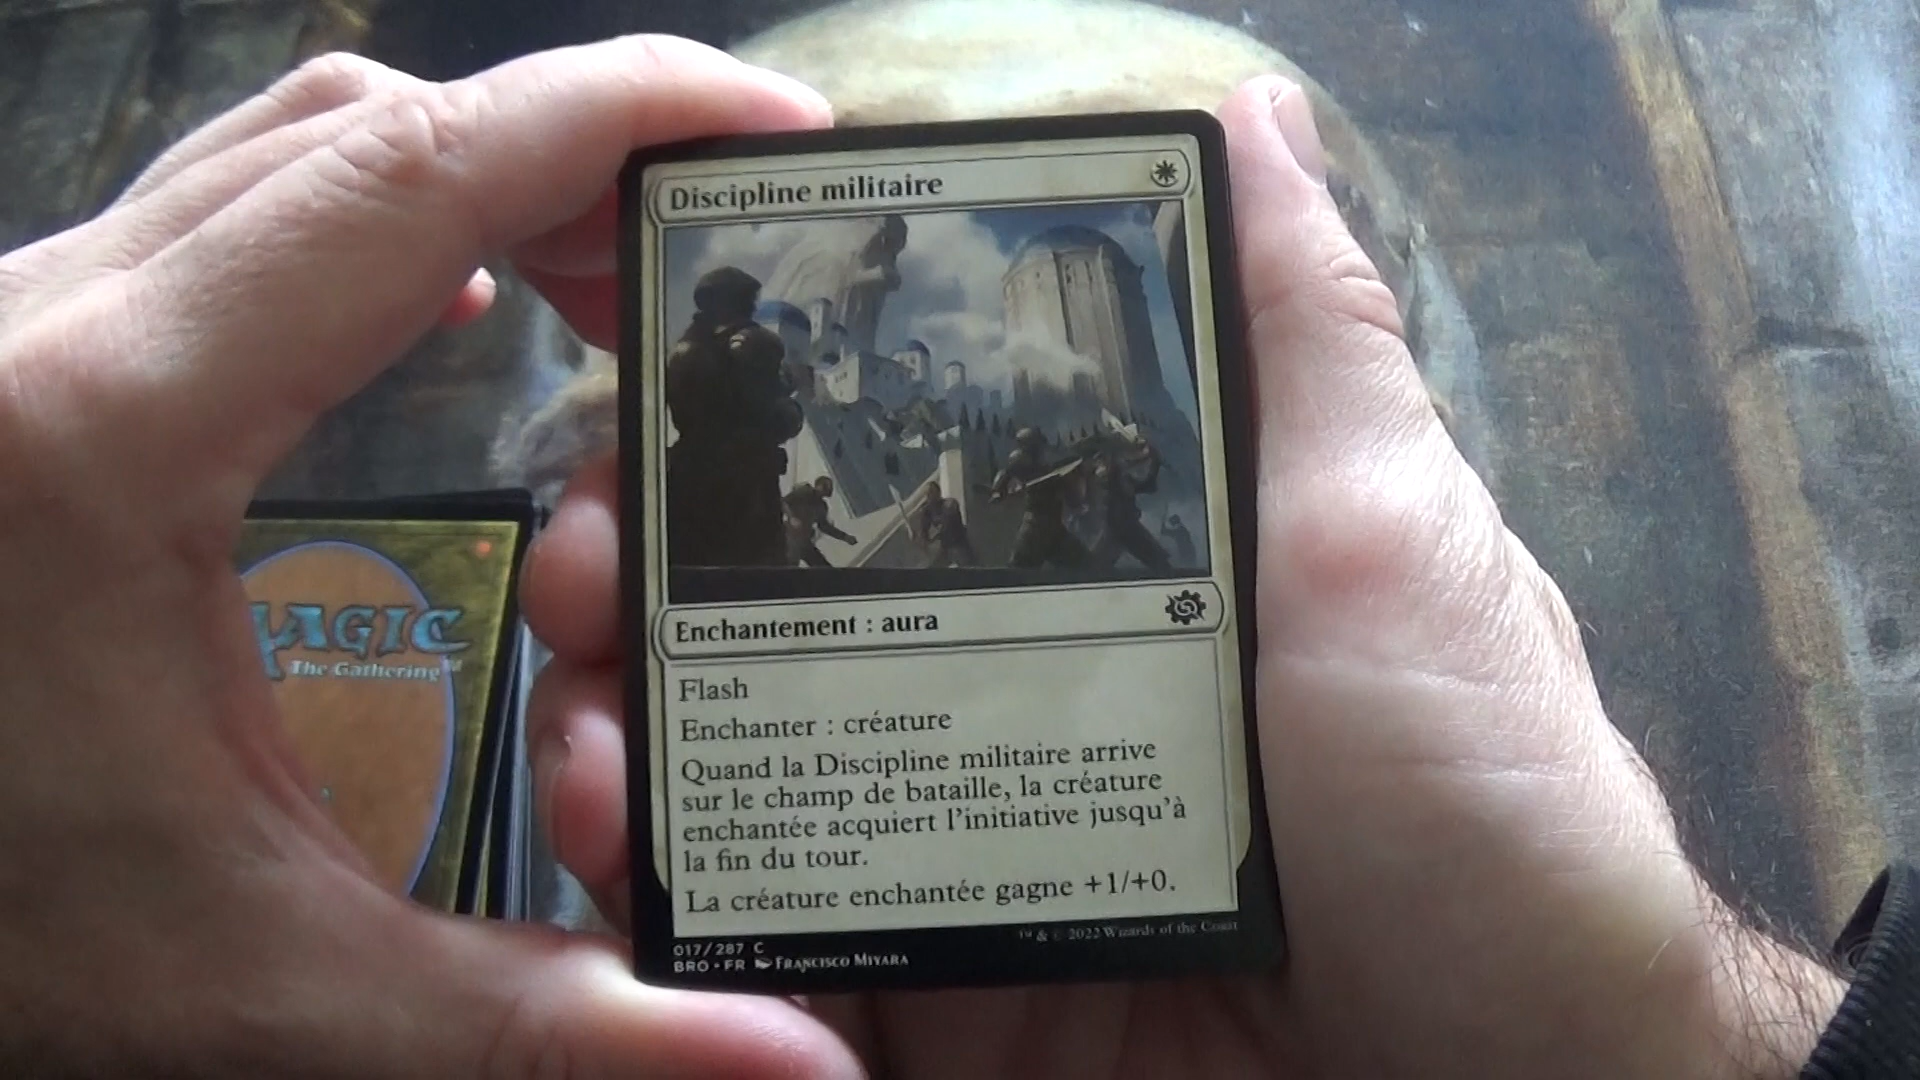 Discipline militaire
Enchantement : aura
Flash
Enchanter : créature
Quand la Discipline militaire arrive
sur le champ de bataille, la créature
enchantée acquiert l'initiative jusqu'à
la fin du tour.
La créature enchantée gagne +1/+0.
017/287 C
BRO • FR Francisco Miyara
™ & © 2022 Wizards of the Coast
MAGIC
The Gathering